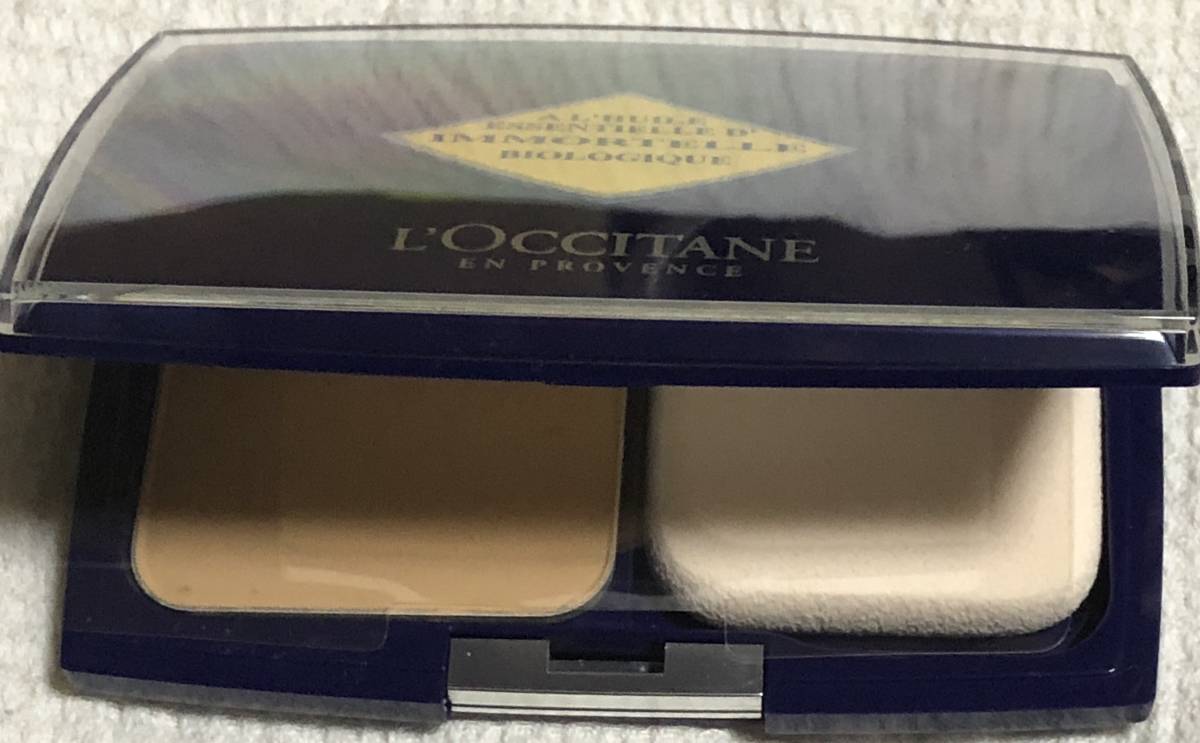 A L'HUILE
ESSENTIELLE D'
IMMORTELLE
BIOLOGIQUE
L'OCCITANE
EN PROVENCE